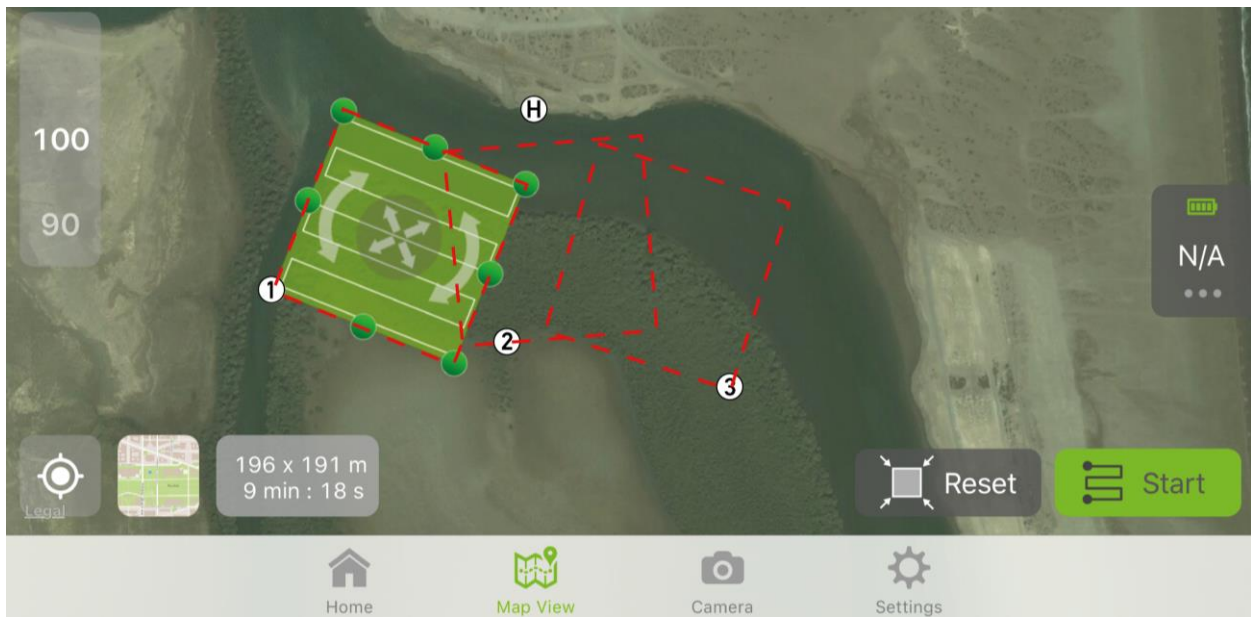 100
90
H
1
2
3
N/A
196 x 191 m
9 min : 18 s
Legal
Reset
Start
Home
Map View
Camera
Settings